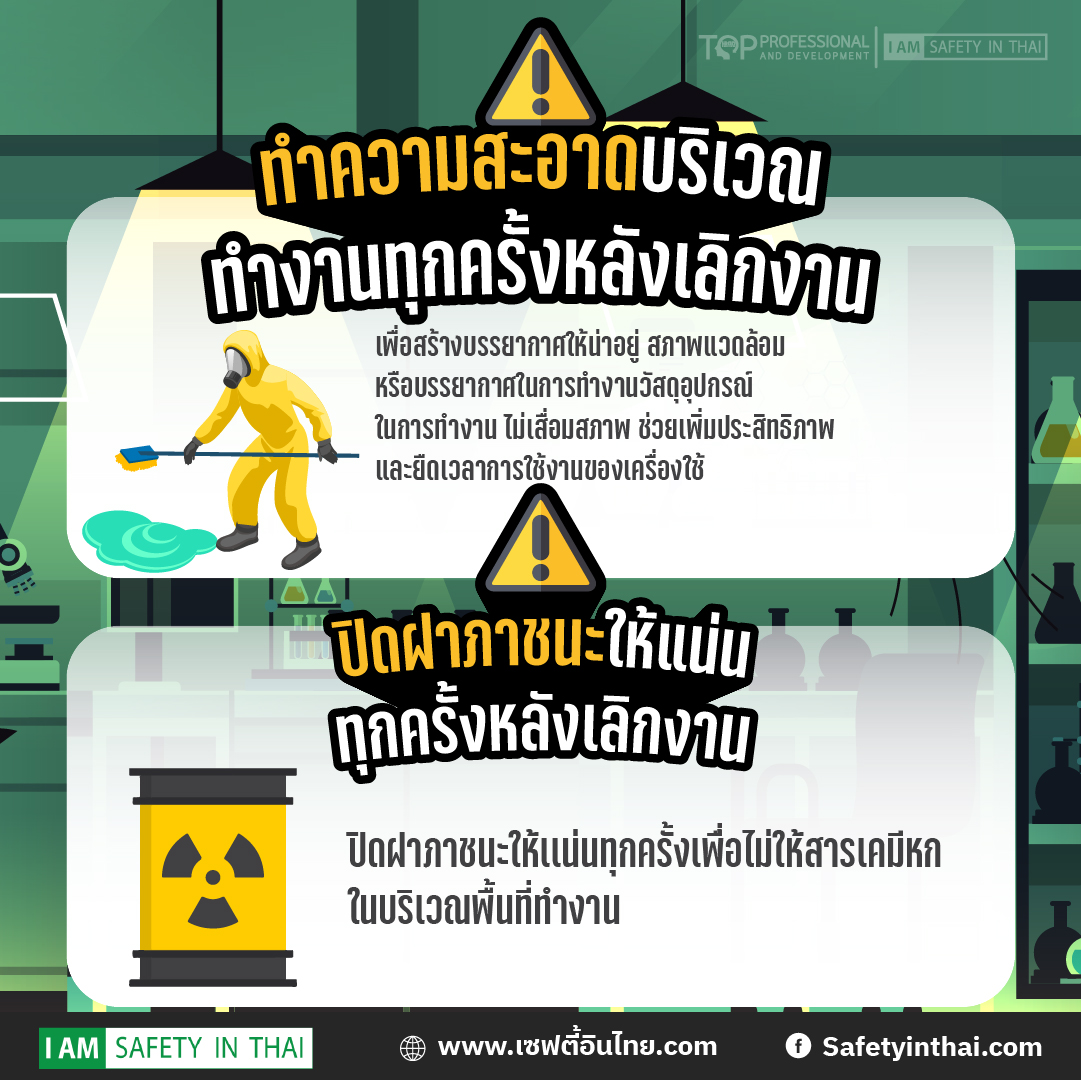 TOP PROFESSIONAL
AND DEVELOPMENT
I AM SAFETY IN THAI
ทำความสะอาดบริเวณ
ทำงานทุกครั้งหลังเลิกงาน
เพื่อสร้างบรรยากาศให้น่าอยู่ สภาพแวดล้อม
หรือบรรยากาศในการทำงานวัสดุอุปกรณ์
ในการทำงาน ไม่เสื่อมสภาพ ช่วยเพิ่มประสิทธิภาพ
และยืดเวลาการใช้งานของเครื่องใช้
ปิดฝาภาชนะให้แน่น
ทุกครั้งหลังเลิกงาน
ปิดฝาภาชนะให้แน่นทุกครั้งเพื่อไม่ให้สารเคมีหก
ในบริเวณพื้นที่ทำงาน
I AM SAFETY IN THAI
www.เซฟตี้อินไทย.com
Safetyinthai.com